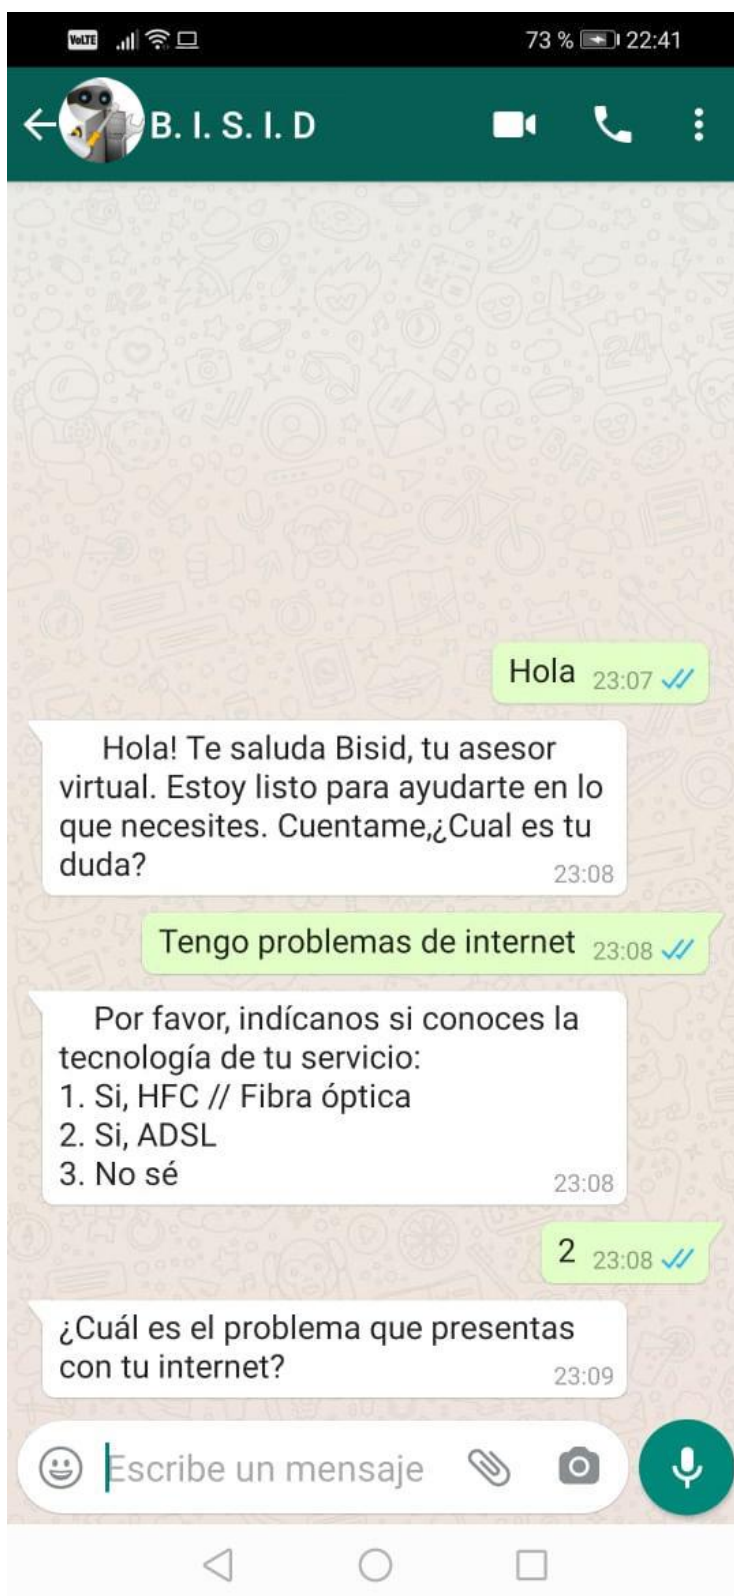 VoLTE 73 % 22:41
B. I. S. I. D
Hola 23:07
Hola! Te saluda Bisid, tu asesor
virtual. Estoy listo para ayudarte en lo
que necesites. Cuentame,¿Cual es tu
duda? 23:08
Tengo problemas de internet 23:08
Por favor, indícanos si conoces la
tecnología de tu servicio:
1. Si, HFC // Fibra óptica
2. Si, ADSL
3. No sé 23:08
2 23:08
¿Cuál es el problema que presentas
con tu internet? 23:09
Escribe un mensaje